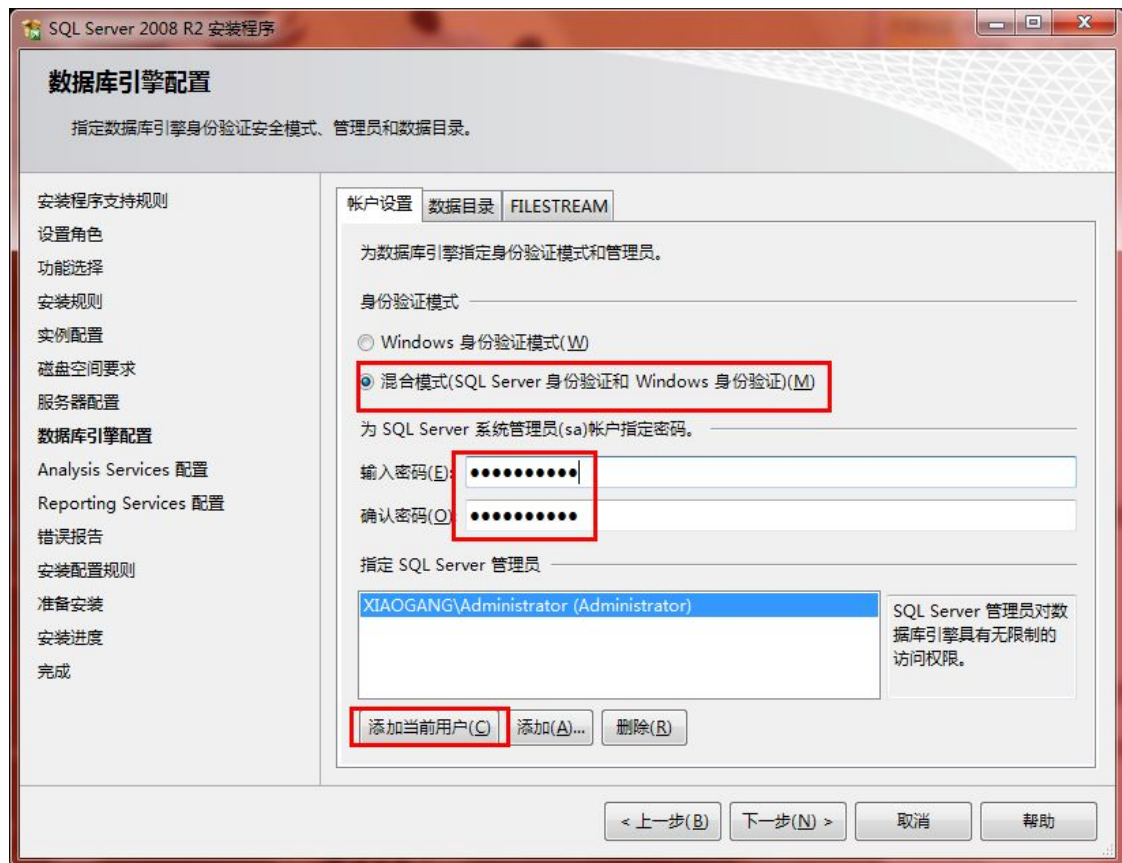 SQL Server 2008 R2 安装程序
数据库引擎配置
指定数据库引擎身份验证安全模式、管理员和数据目录。
安装程序支持规则
设置角色
功能选择
安装规则
实例配置
磁盘空间要求
服务器配置
数据库引擎配置
Analysis Services 配置
Reporting Services 配置
错误报告
安装配置规则
准备安装
安装进度
完成
帐户设置 数据目录 FILESTREAM
为数据库引擎指定身份验证模式和管理员。
身份验证模式
Windows 身份验证模式(W)
混合模式(SQL Server 身份验证和 Windows 身份验证)(M)
为 SQL Server 系统管理员(sa)帐户指定密码。
输入密码(E): ●●●●●●●●●●
确认密码(O): ●●●●●●●●●●
指定 SQL Server 管理员
XIAOGANG\Administrator (Administrator)
SQL Server 管理员对数
据库引擎具有无限制的
访问权限。
添加当前用户(C) 添加(A)... 删除(R)
< 上一步(B) 下一步(N) > 取消 帮助